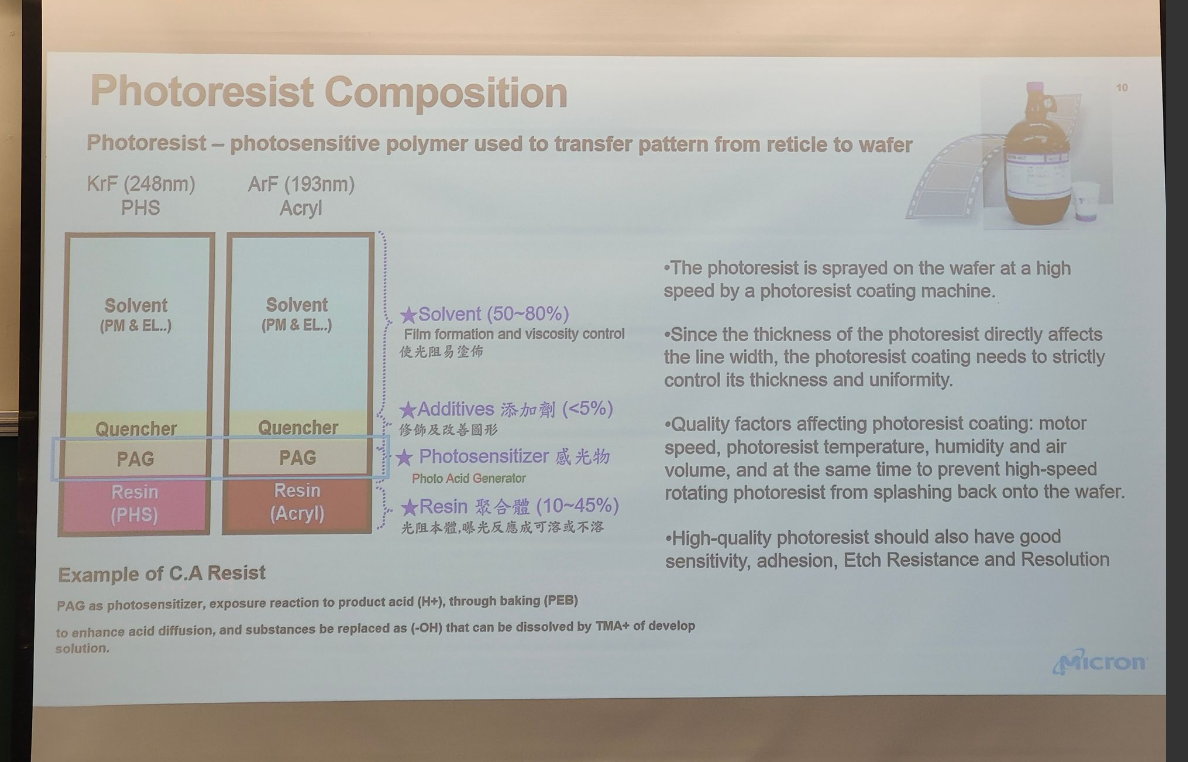 Photoresist Composition
10
Photoresist – photosensitive polymer used to transfer pattern from reticle to wafer
KrF (248nm)
PHS
ArF (193nm)
Acryl
Solvent
(PM & EL..)
Quencher
PAG
Resin
(PHS)
Solvent
(PM & EL..)
Quencher
PAG
Resin
(Acryl)
★Solvent (50~80%)
Film formation and viscosity control
使光阻易塗佈
★Additives 添加劑 (<5%)
修飾及改善圖形
★ Photosensitizer 感光物
Photo Acid Generator
★Resin 聚合體 (10~45%)
光阻本體,曝光反應成可溶或不溶
•The photoresist is sprayed on the wafer at a high
speed by a photoresist coating machine.
•Since the thickness of the photoresist directly affects
the line width, the photoresist coating needs to strictly
control its thickness and uniformity.
•Quality factors affecting photoresist coating: motor
speed, photoresist temperature, humidity and air
volume, and at the same time to prevent high-speed
rotating photoresist from splashing back onto the wafer.
•High-quality photoresist should also have good
sensitivity, adhesion, Etch Resistance and Resolution
Example of C.A Resist
PAG as photosensitizer, exposure reaction to product acid (H+), through baking (PEB)
to enhance acid diffusion, and substances be replaced as (-OH) that can be dissolved by TMA+ of develop
solution.
Micron